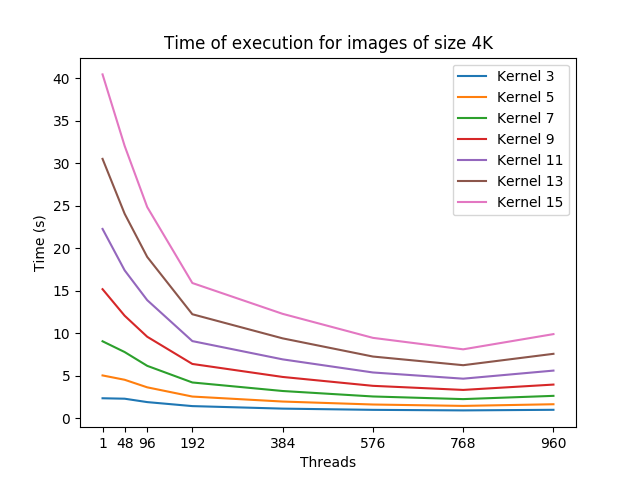 Time of execution for images of size 4K
Kernel 3
Kernel 5
Kernel 7
Kernel 9
Kernel 11
Kernel 13
Kernel 15
40
35
30
25
20
15
10
5
0
Time (s)
1 48 96 192 384 576 768 960
Threads